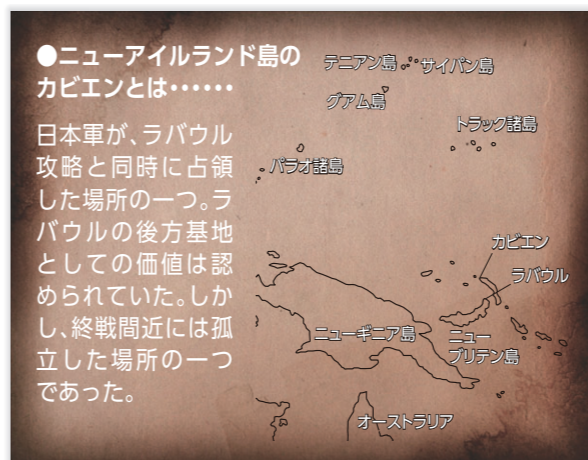 ●ニューアイルランド島の
カビエンとは……
日本軍が、ラバウル
攻略と同時に占領
した場所の一つ。ラ
バウルの後方基地
としての価値は認
められていた。しか
し、終戦間近には孤
立した場所の一つ
であった。
テニアン島
サイパン島
グアム島
トラック諸島
パラオ諸島
カビエン
ラバウル
ニューギニア島
ニュー
ブリテン島
オーストラリア